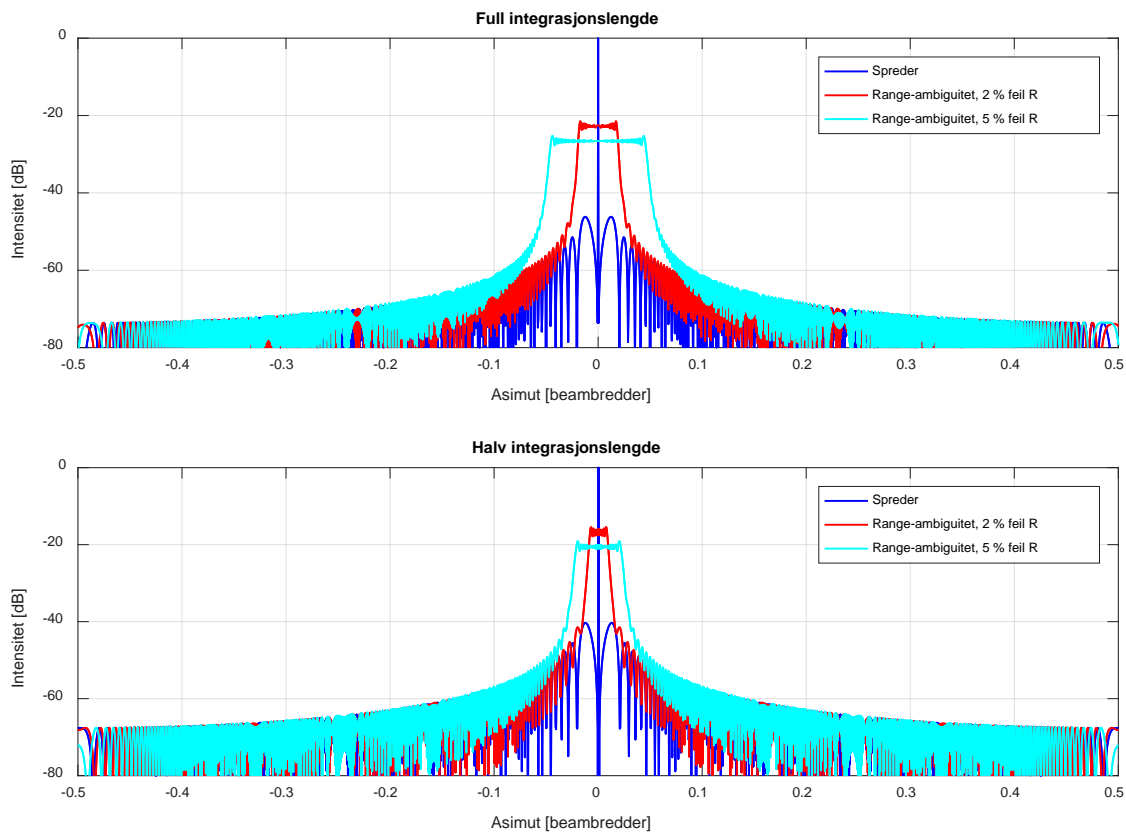 Full integrasjonslengde
0
-20
-40
-60
-80
Intensitet [dB]
Spreder
Range-ambiguitet, 2 % feil R
Range-ambiguitet, 5 % feil R
-0.5 -0.4 -0.3 -0.2 -0.1 0 0.1 0.2 0.3 0.4 0.5
Asimut [beambredder]
Halv integrasjonslengde
0
-20
-40
-60
-80
Intensitet [dB]
Spreder
Range-ambiguitet, 2 % feil R
Range-ambiguitet, 5 % feil R
-0.5 -0.4 -0.3 -0.2 -0.1 0 0.1 0.2 0.3 0.4 0.5
Asimut [beambredder]